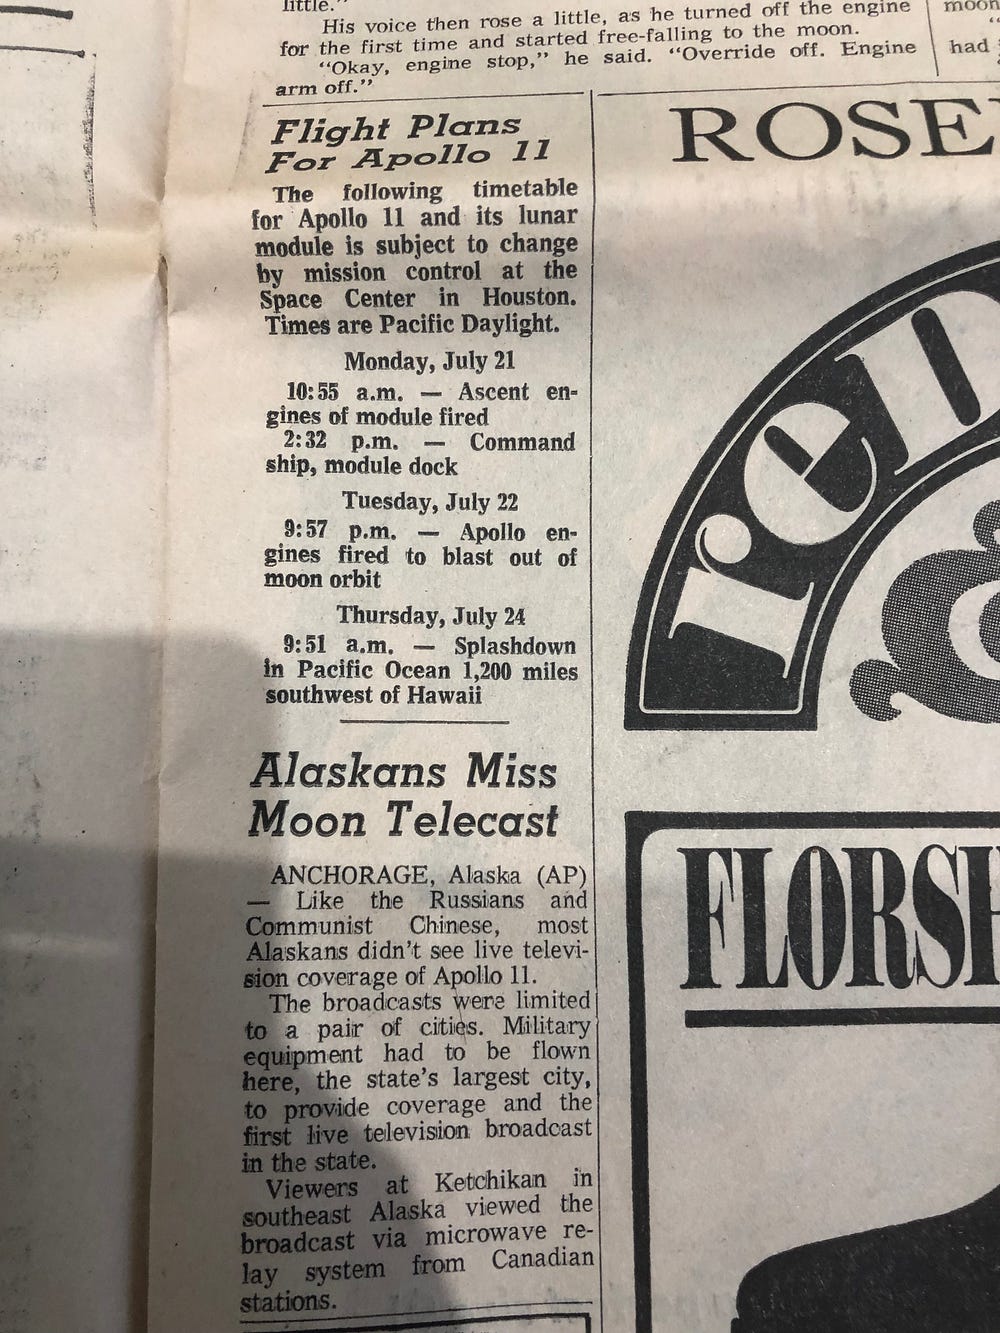 little."
His voice then rose a little, as he turned off the engine
for the first time and started free-falling to the moon.
"Okay, engine stop," he said. "Override off. Engine
arm off."
moon
had
Flight Plans
For Apollo 11
The following timetable
for Apollo 11 and its lunar
module is subject to change
by mission control at the
Space Center in Houston.
Times are Pacific Daylight.
Monday, July 21
10:55 a.m. — Ascent en-
gines of module fired
2:32 p.m. — Command
ship, module dock
Tuesday, July 22
9:57 p.m. — Apollo en-
gines fired to blast out of
moon orbit
Thursday, July 24
9:51 a.m. — Splashdown
in Pacific Ocean 1,200 miles
southwest of Hawaii
Alaskans Miss
Moon Telecast
ANCHORAGE, Alaska (AP)
— Like the Russians and
Communist Chinese, most
Alaskans didn't see live televi-
sion coverage of Apollo 11.
The broadcasts were limited
to a pair of cities. Military
equipment had to be flown
here, the state's largest city,
to provide coverage and the
first live television broadcast
in the state.
Viewers at Ketchikan in
southeast Alaska viewed the
broadcast via microwave re-
lay system from Canadian
stations.
ROSE
ren
&
FLORSH